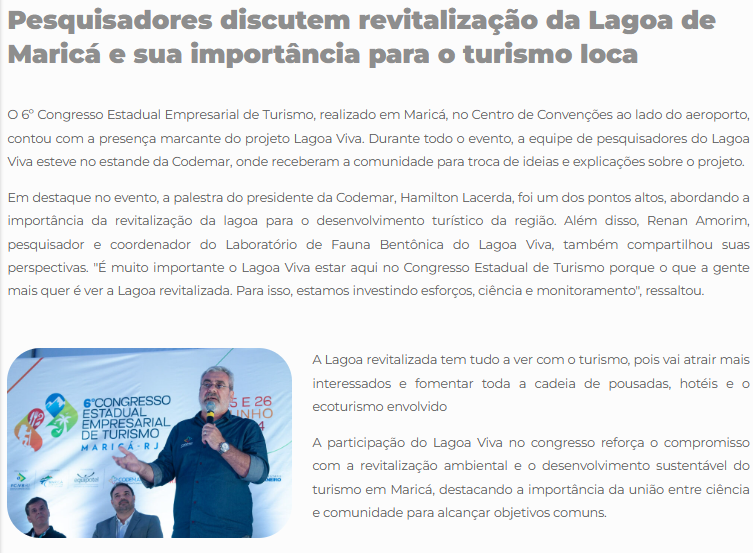 Pesquisadores discutem revitalização da Lagoa de
Maricá e sua importância para o turismo loca
O 6º Congresso Estadual Empresarial de Turismo, realizado em Maricá, no Centro de Convenções ao lado do aeroporto,
contou com a presença marcante do projeto Lagoa Viva. Durante todo o evento, a equipe de pesquisadores do Lagoa
Viva esteve no estande da Codemar, onde receberam a comunidade para troca de ideias e explicações sobre o projeto.
Em destaque no evento, a palestra do presidente da Codemar, Hamilton Lacerda, foi um dos pontos altos, abordando a
importância da revitalização da lagoa para o desenvolvimento turístico da região. Além disso, Renan Amorim,
pesquisador e coordenador do Laboratório de Fauna Bentônica do Lagoa Viva, também compartilhou suas
perspectivas. "É muito importante o Lagoa Viva estar aqui no Congresso Estadual de Turismo porque o que a gente
mais quer é ver a Lagoa revitalizada. Para isso, estamos investindo esforços, ciência e monitoramento", ressaltou.
6º CONGRESSO
ESTADUAL
EMPRESARIAL
DE TURISMO
MARICÁ-RJ
5 E 26
A Lagoa revitalizada tem tudo a ver com o turismo, pois vai atrair mais
interessados e fomentar toda a cadeia de pousadas, hotéis e o
ecoturismo envolvido
A participação do Lagoa Viva no congresso reforça o compromisso
com a revitalização ambiental e o desenvolvimento sustentável do
turismo em Maricá, destacando a importância da união entre ciência
e comunidade para alcançar objetivos comuns.